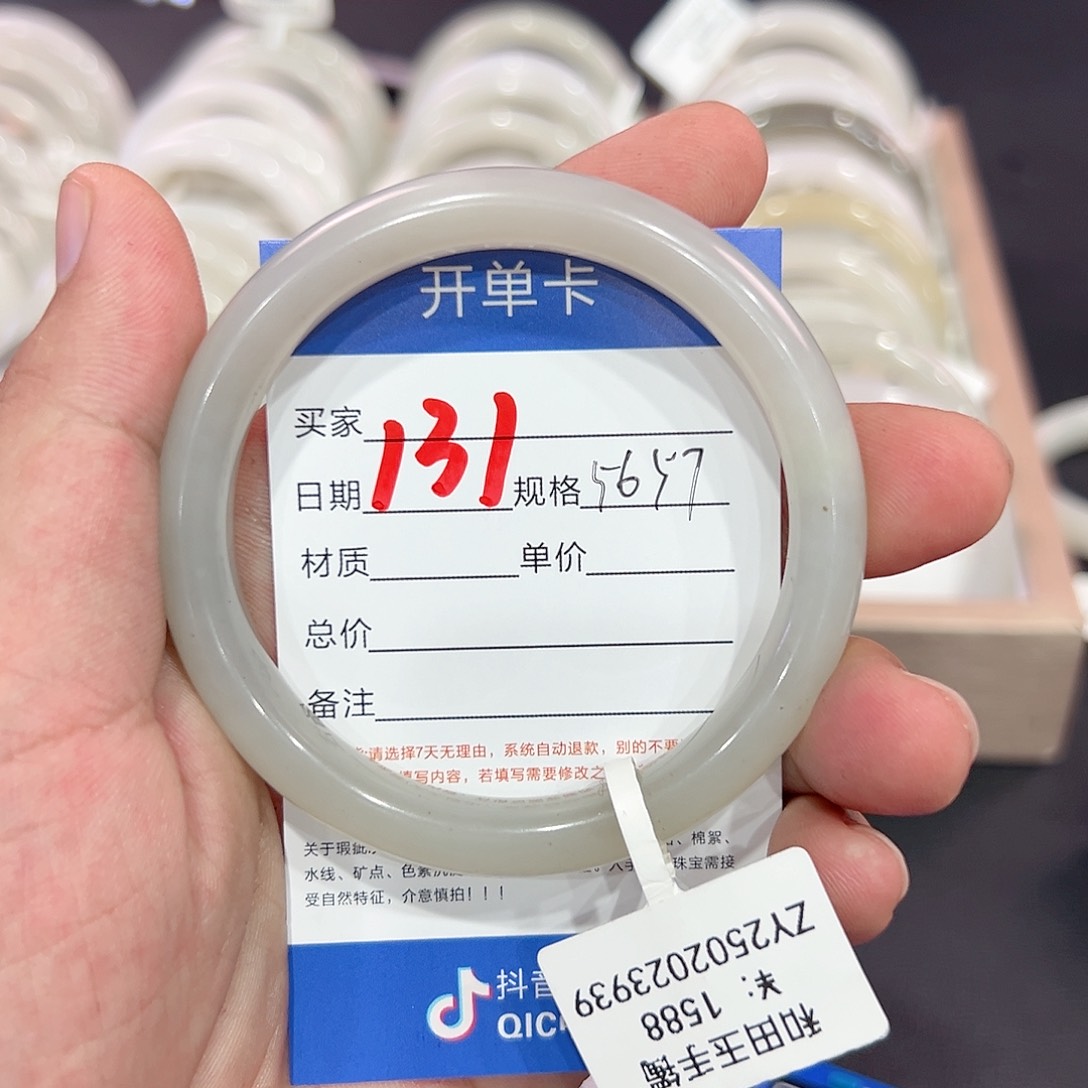 开单卡
买家
131
日期 规格 5657
材质 单价
总价
备注
请选择7天无理由，系统自动退款，别的不要
填写内容，若填写需要修改之
关于瑕疵
棉絮、
水线、矿点、色素沉
珠宝需接
受自然特征，介意慎拍！！！
抖音
QIC
和田玉手镯
￥：1588
ZY2502023939